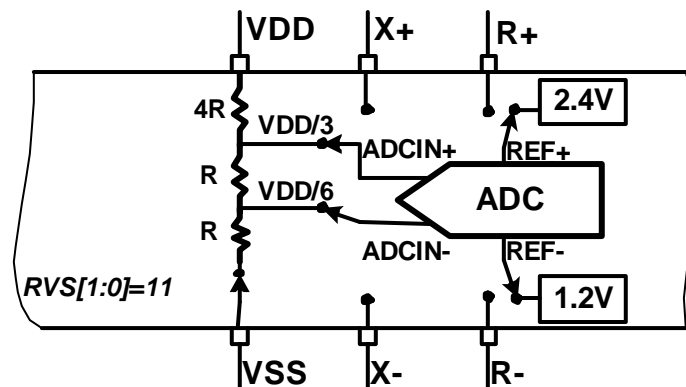 VDD X+ R+
4R
2.4V
VDD/3
ADCIN+
REF+
R
VDD/6
ADC
R
ADCIN-
REF-
RVS[1:0]=11
1.2V
VSS X- R-